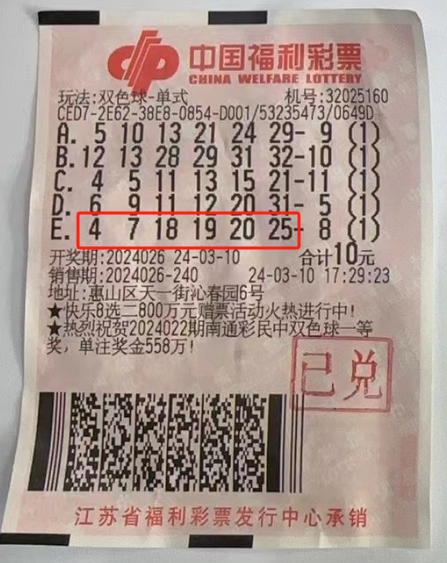 中国福利彩票
CHINA WELFARE LOTTERY
玩法:双色球-单式 机号:32025160
CED7-2E62-38E8-0854-D001/53235473/0649D
A. 5 10 13 21 24 29- 9 (1)
B. 12 13 28 29 31 32-10 (1)
C. 4 5 11 13 15 21-11 (1)
D. 6 9 11 12 20 31- 5 (1)
E. 4 7 18 19 20 25- 8 (1)
开奖期:2024026 24-03-10 合计10元
销售期:2024026-240 24-03-10 17:29:23
地址:惠山区天一街沁春园6号
★快乐8选二800万元赠票活动火热进行中!
★热烈祝贺2024022期南通彩民中双色球一等
奖,单注奖金558万!
已兑
江苏省福利彩票发行中心承销